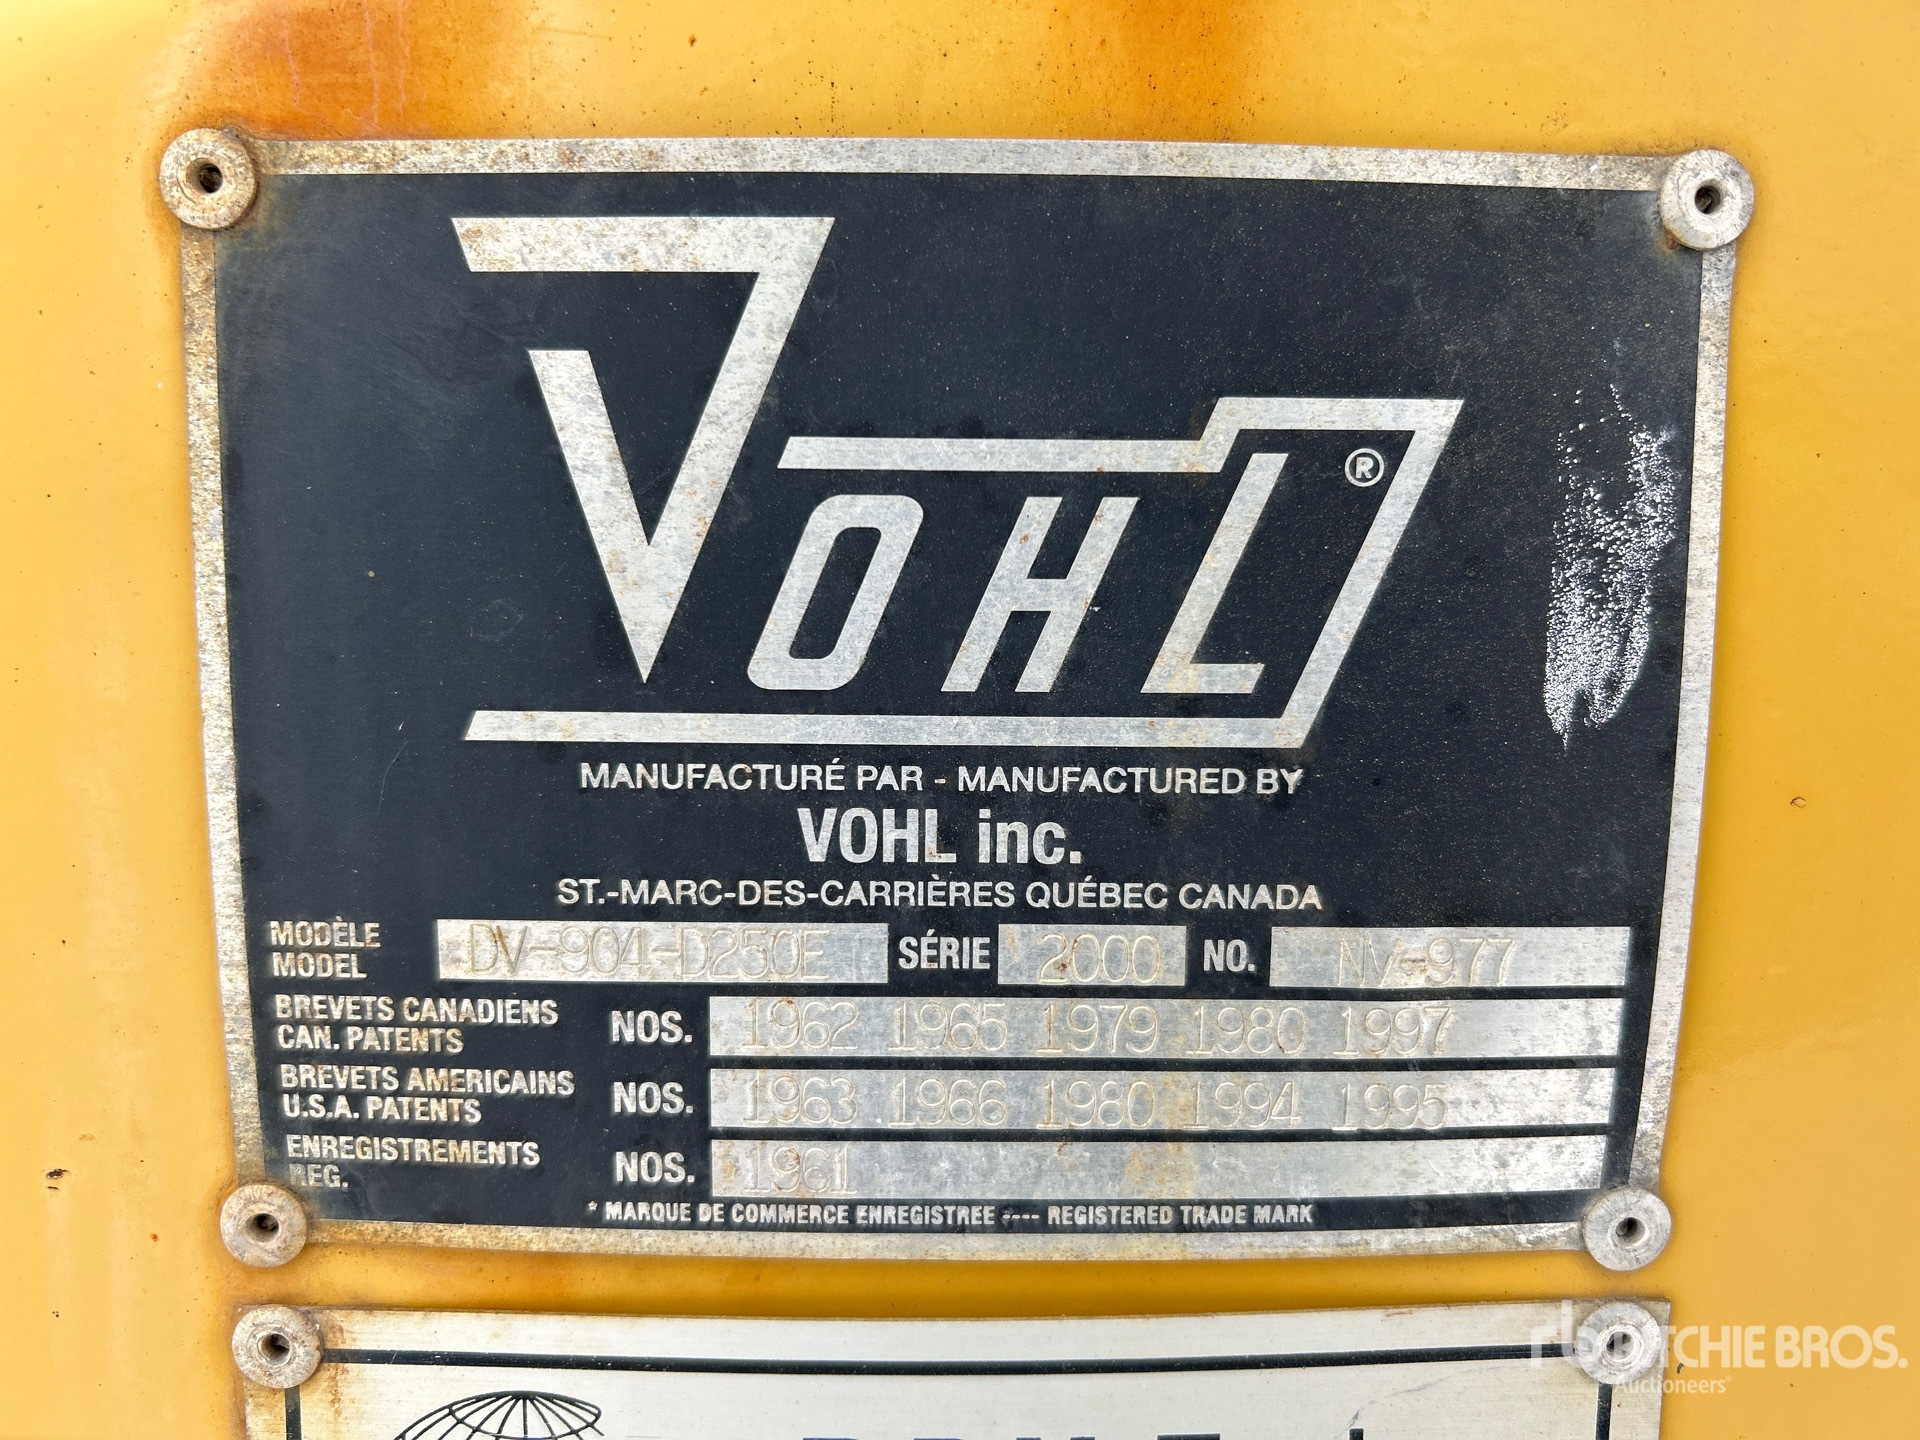 VOHL®
MANUFACTURÉ PAR - MANUFACTURED BY
VOHL inc.
ST.-MARC-DES-CARRIÈRES QUÉBEC CANADA
MODÈLE
MODEL
DV-904-D250E SÉRIE 2000 NO. NV-977
BREVETS CANADIENS
CAN. PATENTS
NOS. 1962 1965 1979 1980 1997
BREVETS AMERICAINS
U.S.A. PATENTS
NOS. 1963 1966 1980 1994 1995
ENREGISTREMENTS
REG.
NOS. 1961
* MARQUE DE COMMERCE ENREGISTREE ---- REGISTERED TRADE MARK
RITCHIE BROS.
Auctioneers